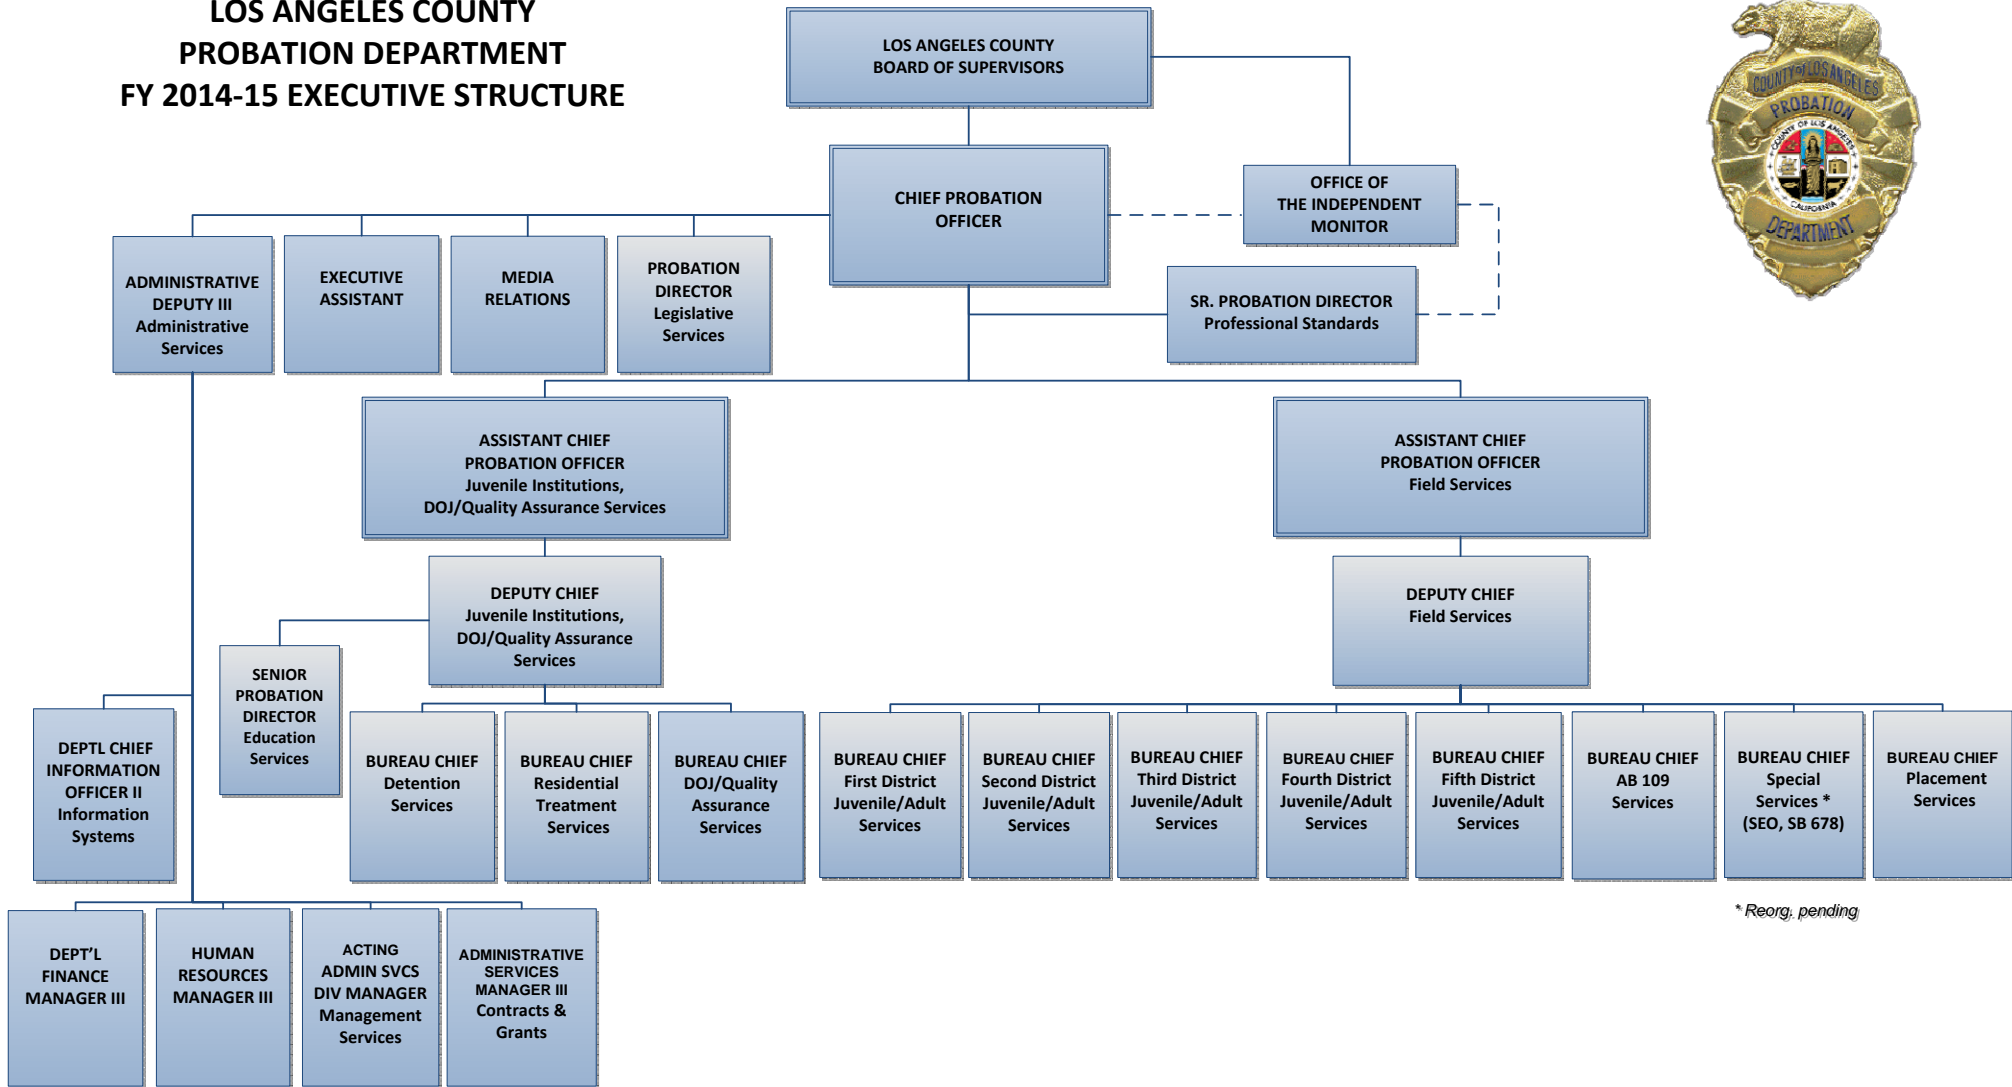 LOS ANGELES COUNTY
PROBATION DEPARTMENT
FY 2014-15 EXECUTIVE STRUCTURE
LOS ANGELES COUNTY
BOARD OF SUPERVISORS
COUNTY of LOS ANGELES
PROBATION
COUNTY OF LOS ANGELES
CALIFORNIA
DEPARTMENT
CHIEF PROBATION
OFFICER
OFFICE OF
THE INDEPENDENT
MONITOR
ADMINISTRATIVE
DEPUTY III
Administrative
Services
EXECUTIVE
ASSISTANT
MEDIA
RELATIONS
PROBATION
DIRECTOR
Legislative
Services
SR. PROBATION DIRECTOR
Professional Standards
ASSISTANT CHIEF
PROBATION OFFICER
Juvenile Institutions,
DOJ/Quality Assurance Services
ASSISTANT CHIEF
PROBATION OFFICER
Field Services
DEPUTY CHIEF
Juvenile Institutions,
DOJ/Quality Assurance
Services
DEPUTY CHIEF
Field Services
SENIOR
PROBATION
DIRECTOR
Education
Services
DEPTL CHIEF
INFORMATION
OFFICER II
Information
Systems
BUREAU CHIEF
Detention
Services
BUREAU CHIEF
Residential
Treatment
Services
BUREAU CHIEF
DOJ/Quality
Assurance
Services
BUREAU CHIEF
First District
Juvenile/Adult
Services
BUREAU CHIEF
Second District
Juvenile/Adult
Services
BUREAU CHIEF
Third District
Juvenile/Adult
Services
BUREAU CHIEF
Fourth District
Juvenile/Adult
Services
BUREAU CHIEF
Fifth District
Juvenile/Adult
Services
BUREAU CHIEF
AB 109
Services
BUREAU CHIEF
Special
Services *
(SEO, SB 678)
BUREAU CHIEF
Placement
Services
* Reorg. pending
DEPT'L
FINANCE
MANAGER III
HUMAN
RESOURCES
MANAGER III
ACTING
ADMIN SVCS
DIV MANAGER
Management
Services
ADMINISTRATIVE
SERVICES
MANAGER III
Contracts &
Grants